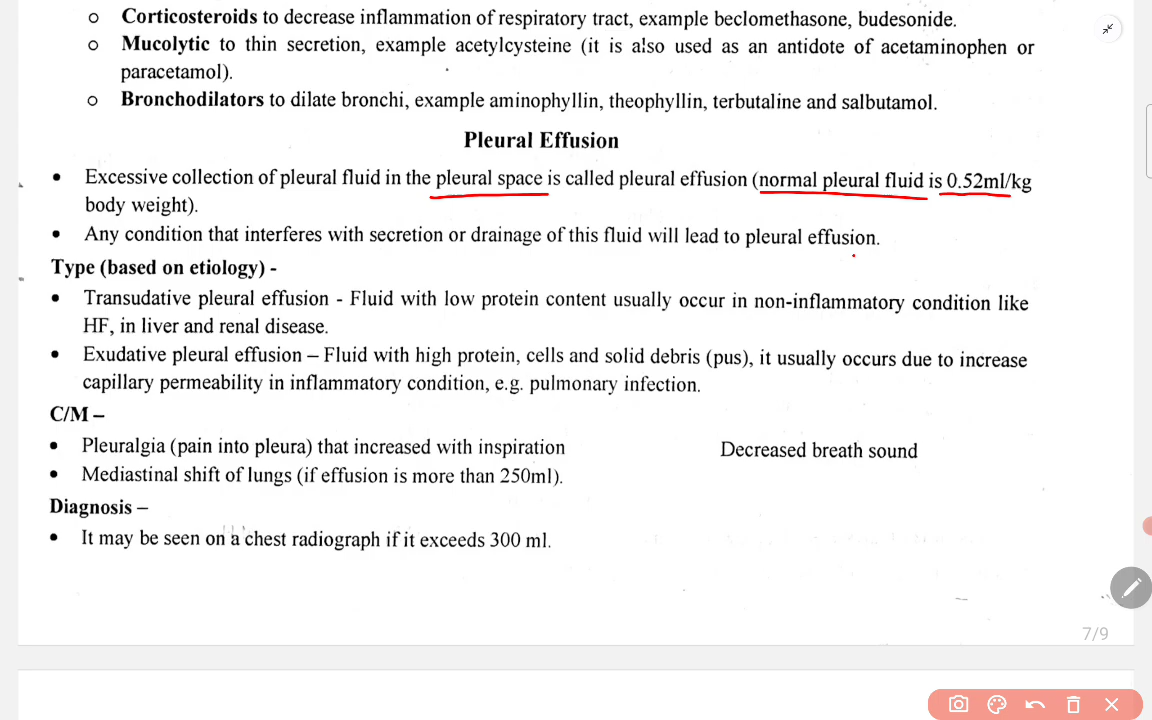 o Corticosteroids to decrease inflammation of respiratory tract, example beclomethasone, budesonide.
o Mucolytic to thin secretion, example acetylcysteine (it is also used as an antidote of acetaminophen or
paracetamol).
o Bronchodilators to dilate bronchi, example aminophyllin, theophyllin, terbutaline and salbutamol.
Pleural Effusion
• Excessive collection of pleural fluid in the pleural space is called pleural effusion (normal pleural fluid is 0.52ml/kg
body weight).
• Any condition that interferes with secretion or drainage of this fluid will lead to pleural effusion.
Type (based on etiology) -
• Transudative pleural effusion - Fluid with low protein content usually occur in non-inflammatory condition like
HF, in liver and renal disease.
• Exudative pleural effusion – Fluid with high protein, cells and solid debris (pus), it usually occurs due to increase
capillary permeability in inflammatory condition, e.g. pulmonary infection.
C/M –
• Pleuralgia (pain into pleura) that increased with inspiration Decreased breath sound
• Mediastinal shift of lungs (if effusion is more than 250ml).
Diagnosis –
• It may be seen on a chest radiograph if it exceeds 300 ml.
7/9